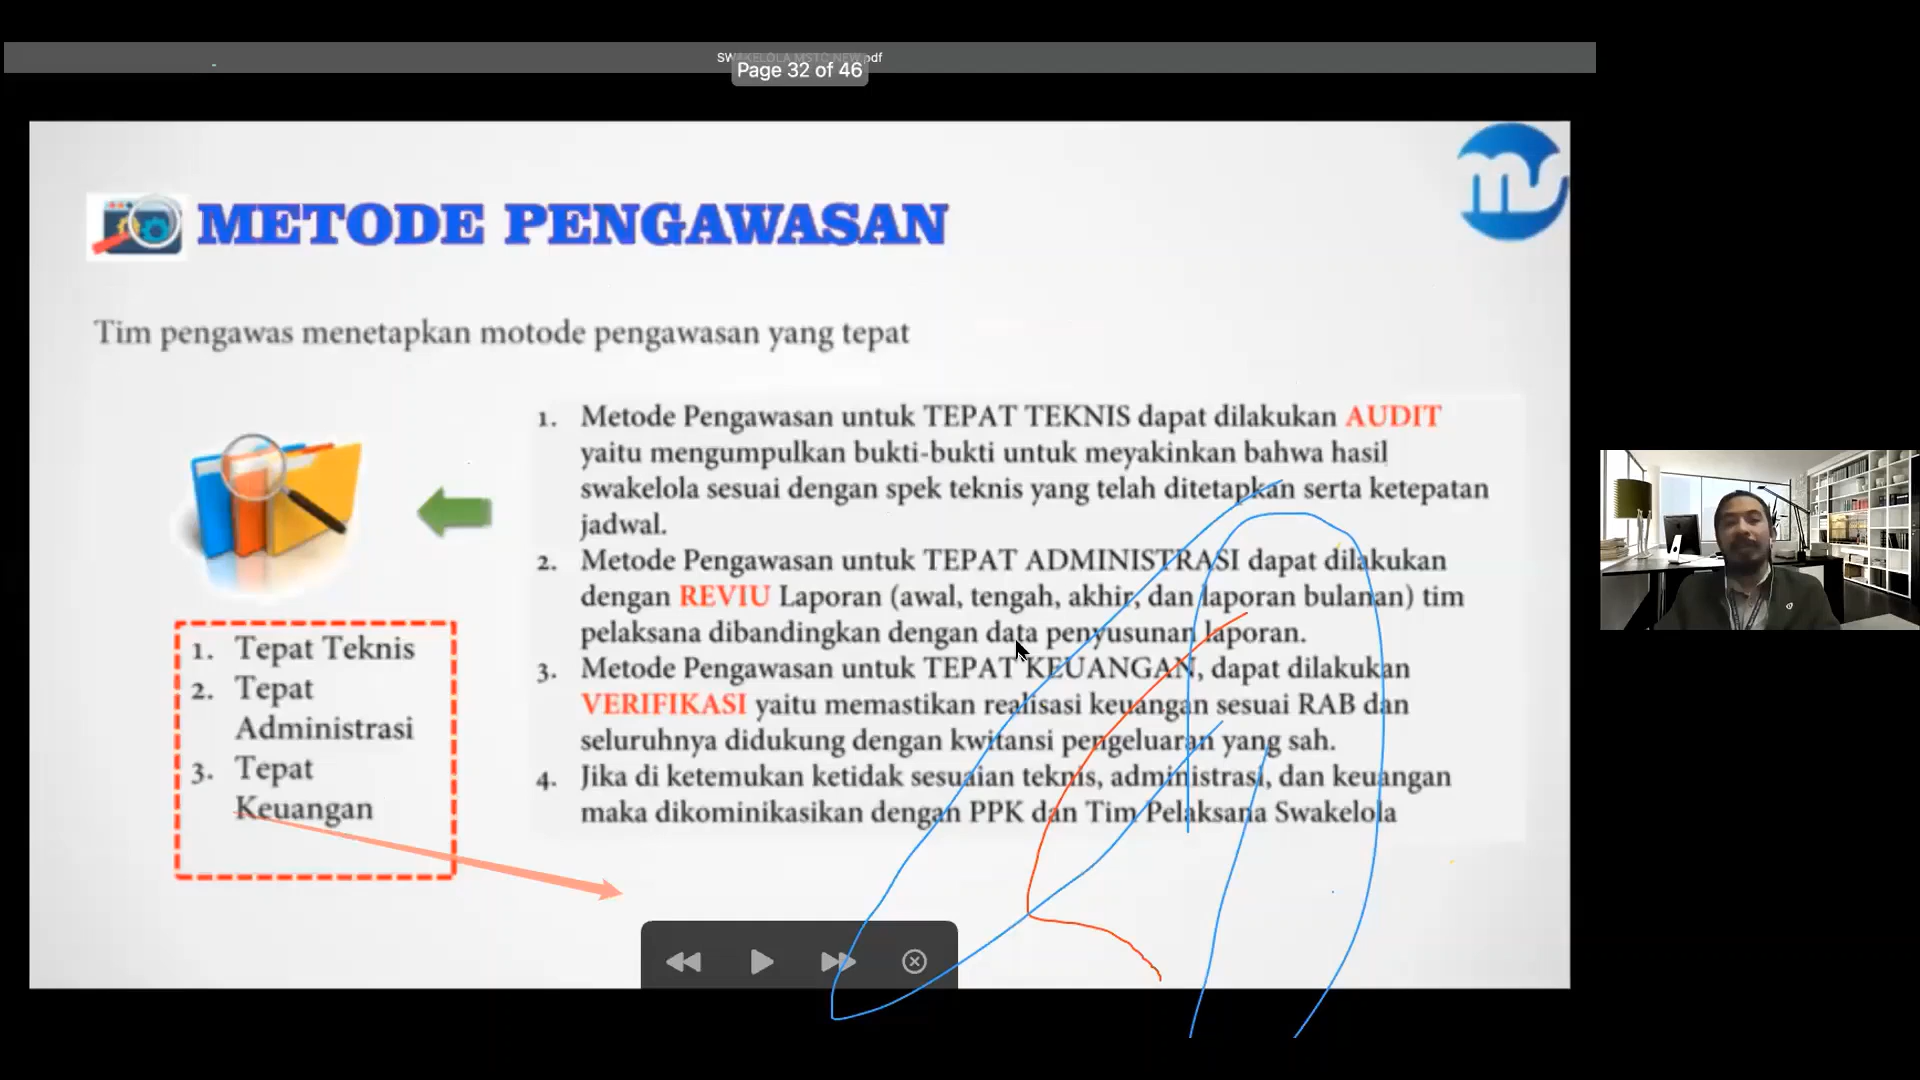 SWAKELOLA MSTC NEW.pdf
Page 32 of 46
ms
METODE PENGAWASAN
Tim pengawas menetapkan motode pengawasan yang tepat
1. Metode Pengawasan untuk TEPAT TEKNIS dapat dilakukan AUDIT
yaitu mengumpulkan bukti-bukti untuk meyakinkan bahwa hasil
swakelola sesuai dengan spek teknis yang telah ditetapkan serta ketepatan
jadwal.
2. Metode Pengawasan untuk TEPAT ADMINISTRASI dapat dilakukan
dengan REVIU Laporan (awal, tengah, akhir, dan laporan bulanan) tim
pelaksana dibandingkan dengan data penyusunan laporan.
3. Metode Pengawasan untuk TEPAT KEUANGAN, dapat dilakukan
VERIFIKASI yaitu memastikan realisasi keuangan sesuai RAB dan
seluruhnya didukung dengan kwitansi pengeluaran yang sah.
4. Jika di ketemukan ketidak sesuaian teknis, administrasi, dan keuangan
maka dikominikasikan dengan PPK dan Tim Pelaksana Swakelola
1. Tepat Teknis
2. Tepat
Administrasi
3. Tepat
Keuangan